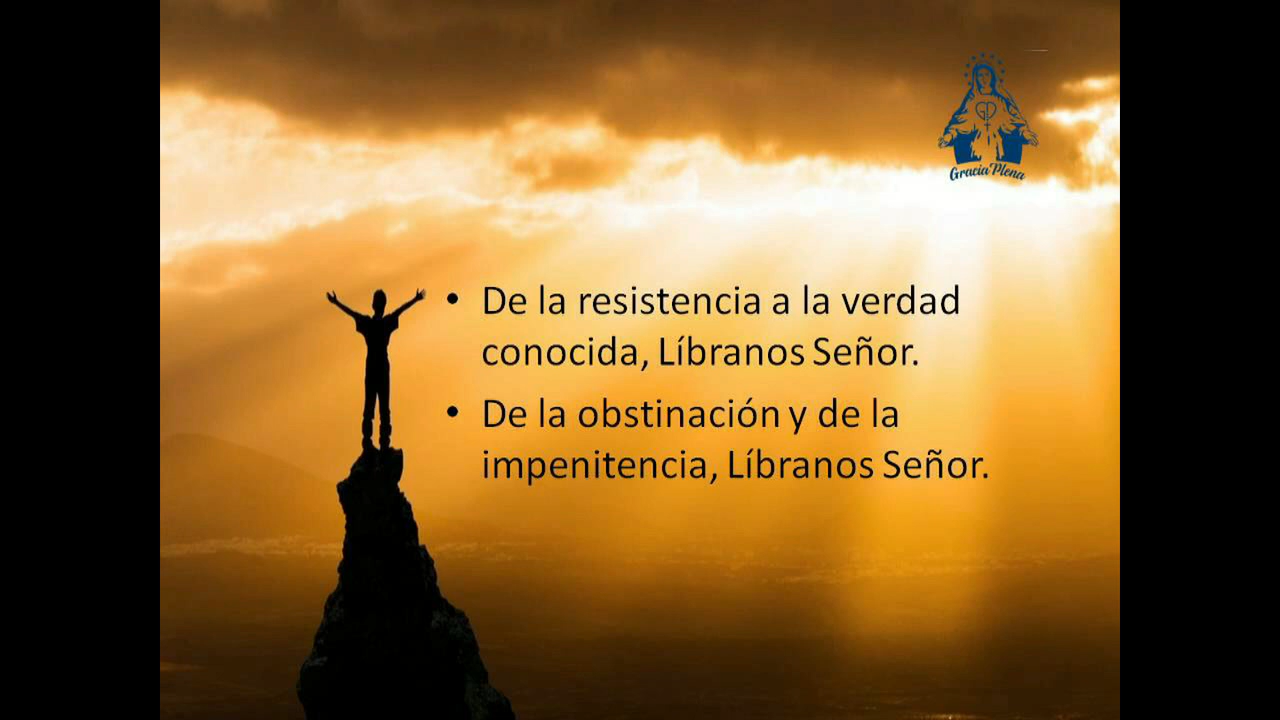 Gracia Plena
• De la resistencia a la verdad
conocida, Líbranos Señor.
• De la obstinación y de la
impenitencia, Líbranos Señor.